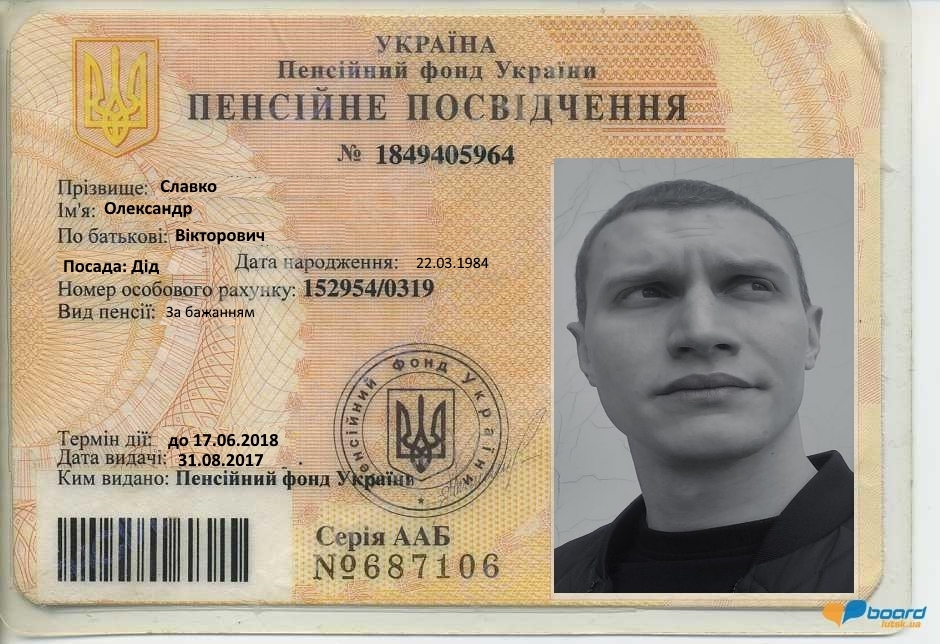 УКРАЇНА
Пенсійний фонд України
ПЕНСІЙНЕ ПОСВІДЧЕННЯ
№ 1849405964
Прізвище: Славко
Ім'я: Олександр
По батькові: Вікторович
Посада: Дід Дата народження: 22.03.1984
Номер особового рахунку: 152954/0319
Вид пенсії: За бажанням
Термін дії: до 17.06.2018
Дата видачі: 31.08.2017
Ким видано: Пенсійний фонд України
Пенсійний фонд України
Серія ААБ
№687106
board
lutsk.ua